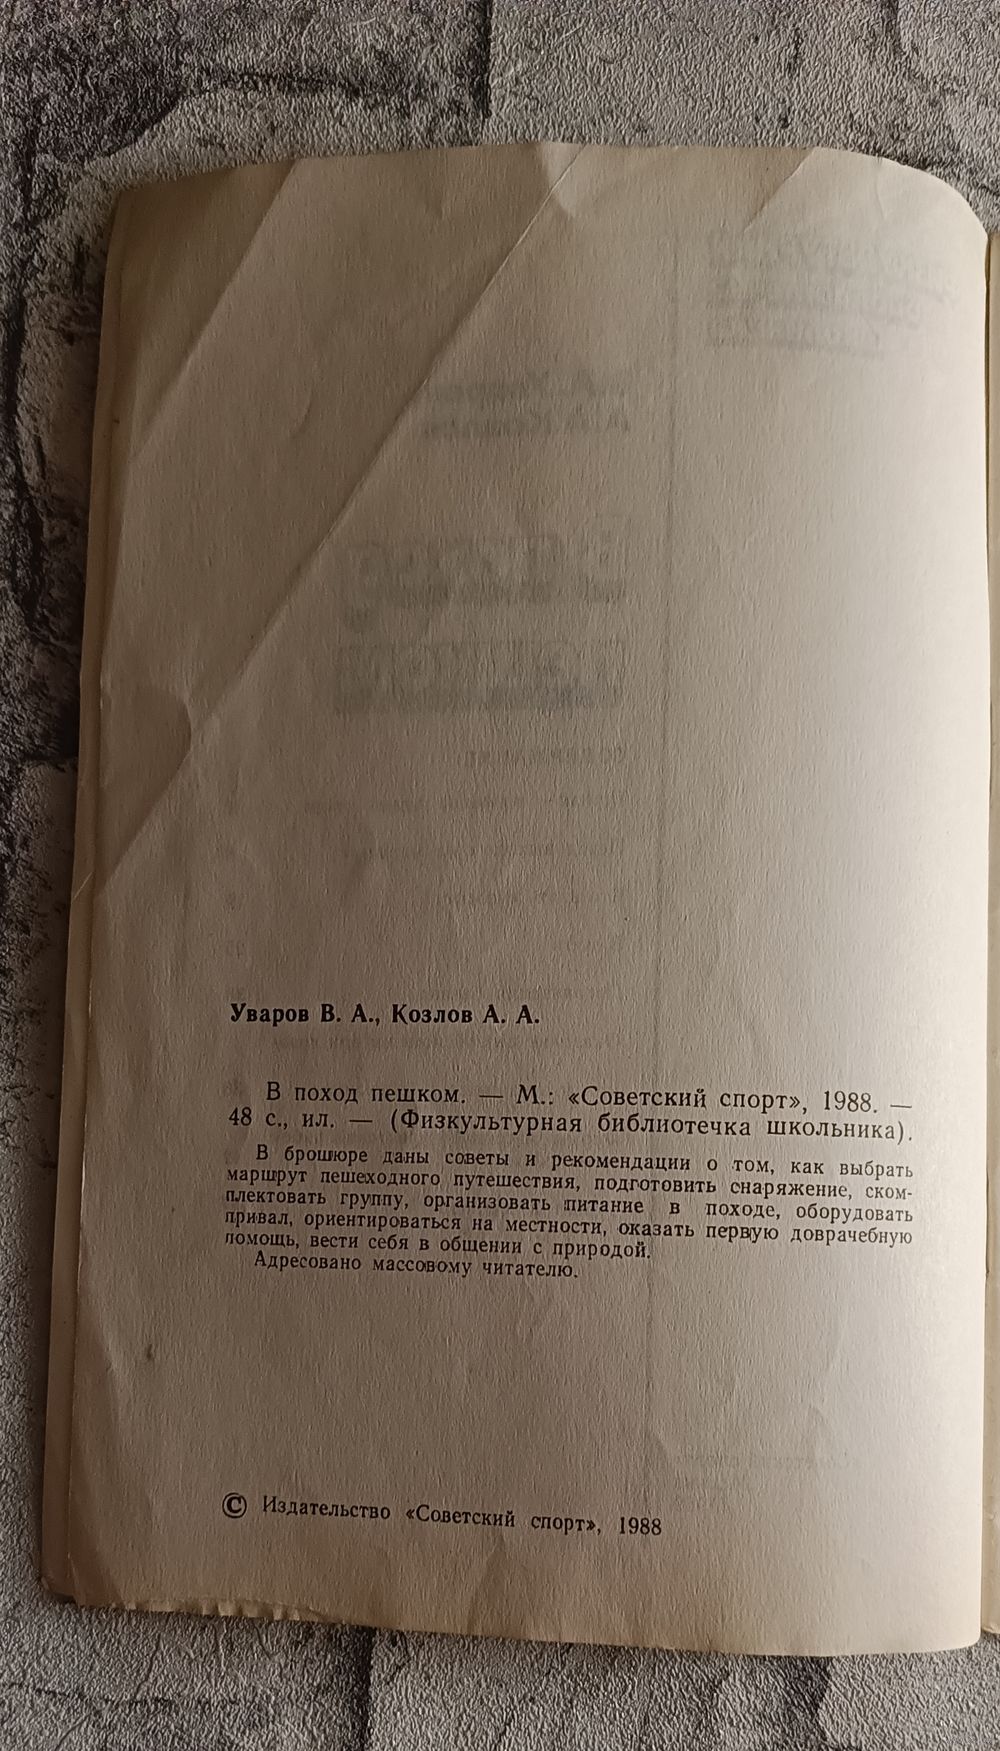 Уваров В. А., Козлов А. А.
В поход пешком. — М.: «Советский спорт», 1988. —
48 с., ил. — (Физкультурная библиотечка школьника).
В брошюре даны советы и рекомендации о том, как выбрать
маршрут пешеходного путешествия, подготовить снаряжение, ском-
плектовать группу, организовать питание в походе, оборудовать
привал, ориентироваться на местности, оказать первую доврачебную
помощь, вести себя в общении с природой.
Адресовано массовому читателю.
© Издательство «Советский спорт», 1988